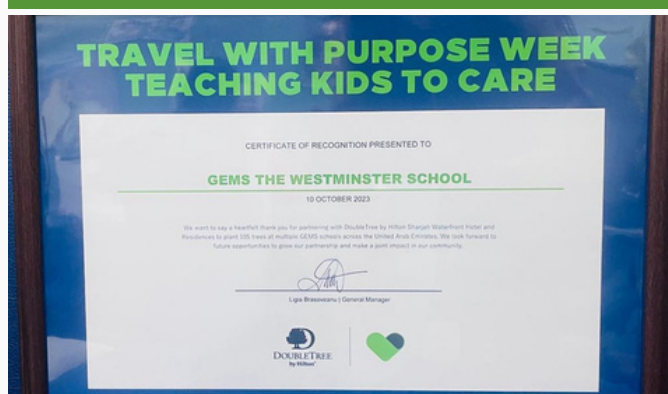 TRAVEL WITH PURPOSE WEEK
TEACHING KIDS TO CARE
CERTIFICATE OF RECOGNITION PRESENTED TO
GEMS THE WESTMINSTER SCHOOL
10 OCTOBER 2023
We want to say a heartfelt thank you for partnering with DoubleTree by Hilton Sharjah Waterfront Hotel and
Residences to plant 105 trees at multiple GEMS schools across the United Arab Emirates. We look forward to
future opportunities to grow our partnership and make a joint impact in our community.
Ligia Brasoveanu | General Manager
DOUBLETREE
by Hilton